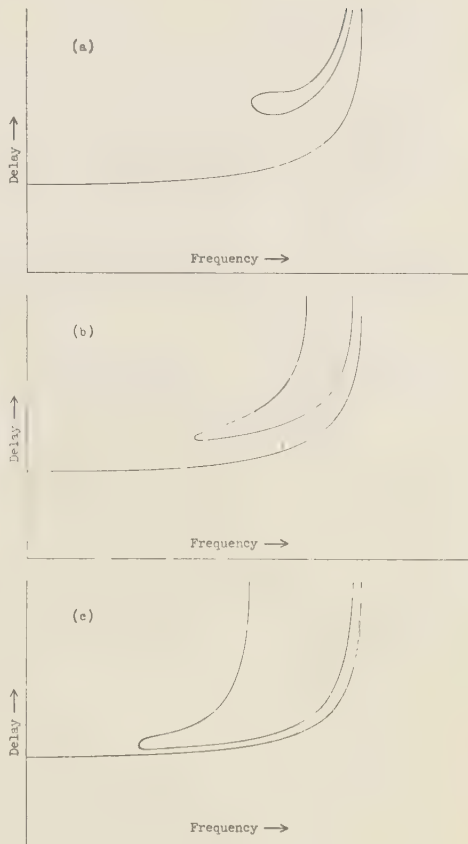 (a)
Delay →
Frequency →
(b)
Delay →
Frequency →
(c)
Delay →
Frequency →